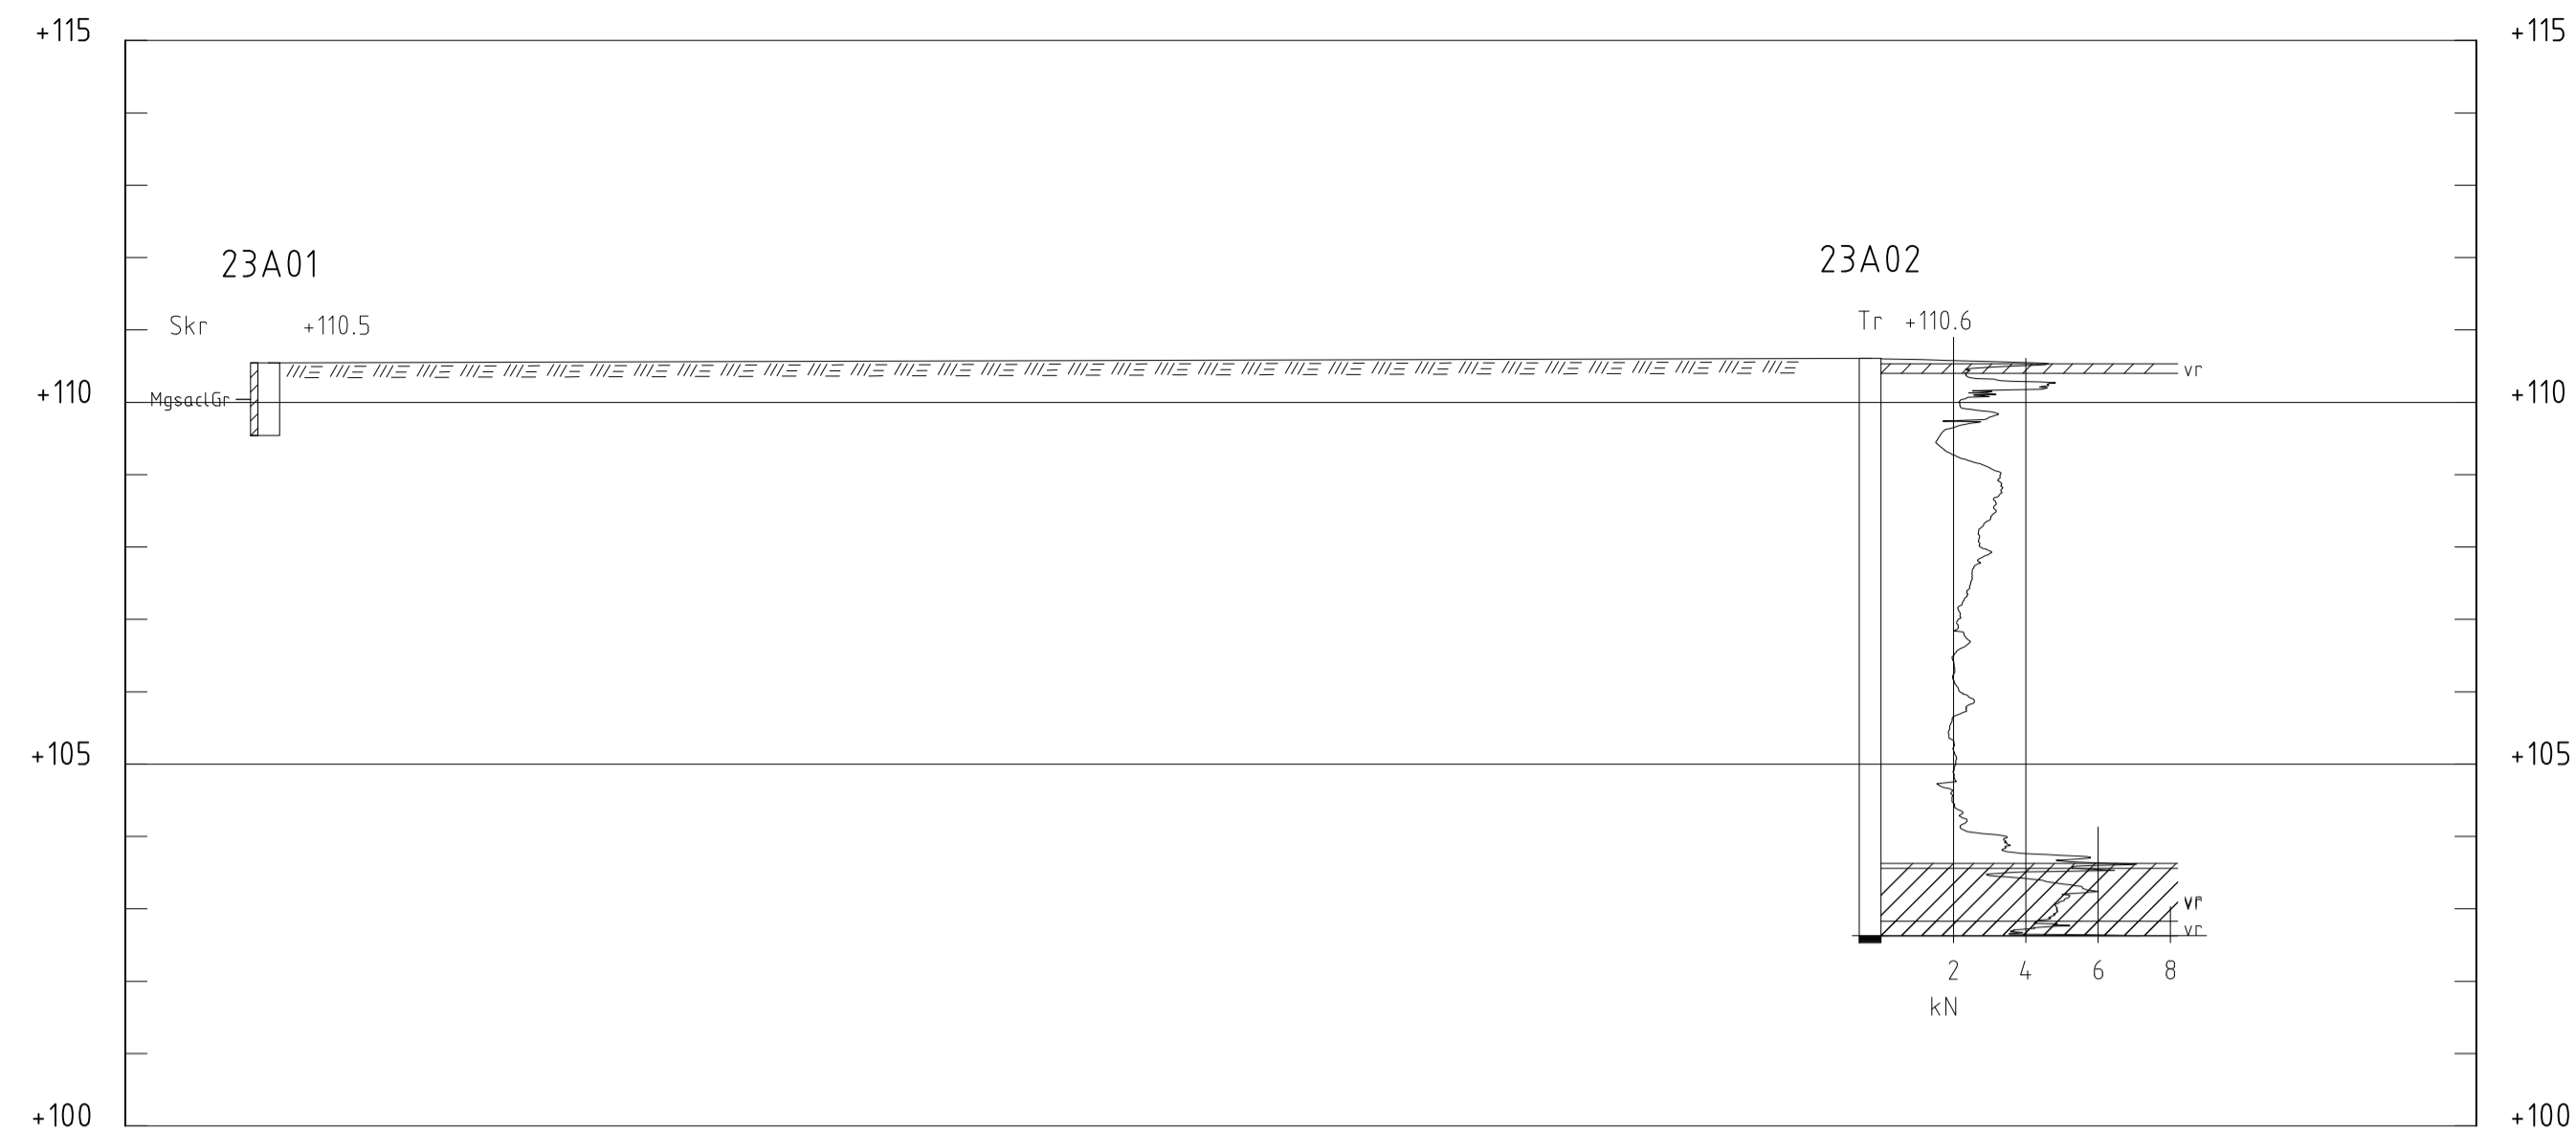 +115 +115
23A01 23A02
Skr +110.5 Tr +110.6
vr
+110 MgsaclGr +110
+105 +105
vr
vr
2 4 6 8
kN
+100 +100